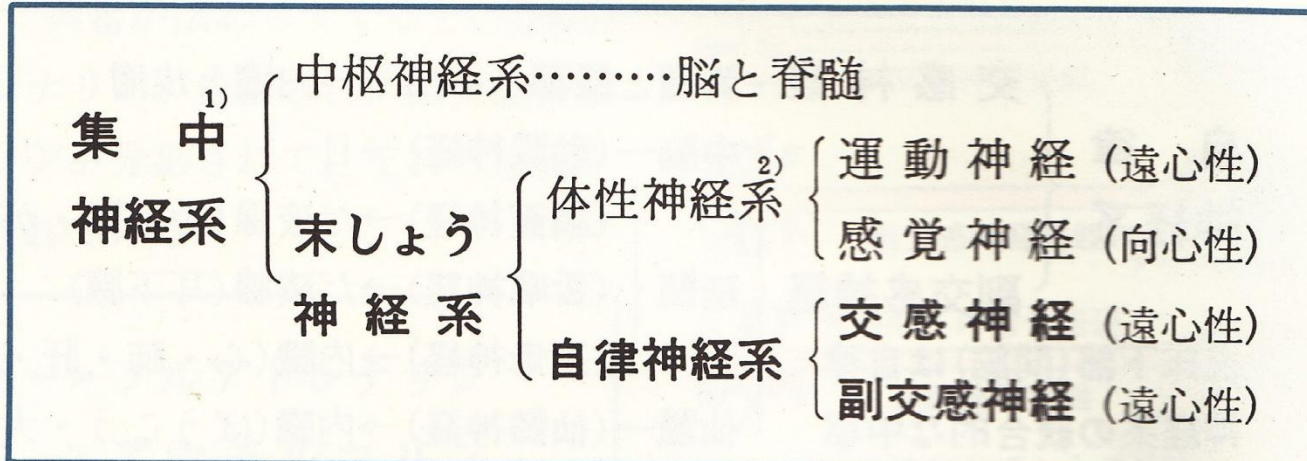 集中1)
神経系
中枢神経系………脳と脊髄
末しょう
神経系
体性神経系2)
運動神経 (遠心性)
感覚神経 (向心性)
自律神経系
交感神経 (遠心性)
副交感神経 (遠心性)